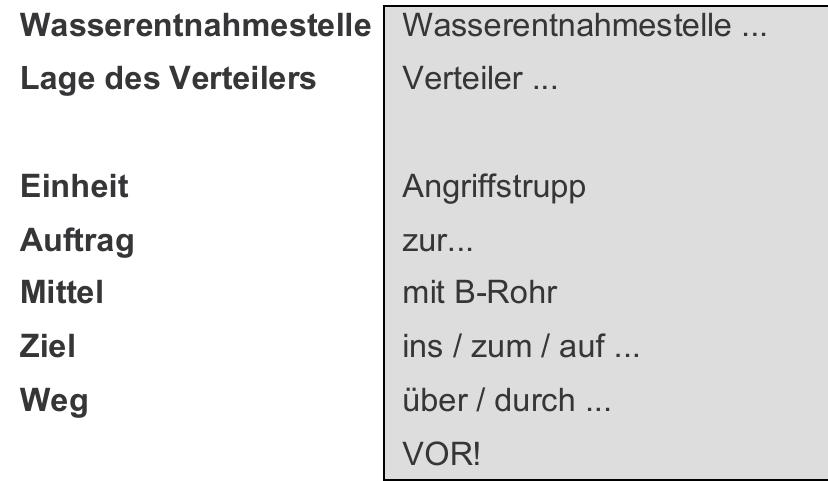 Wasserentnahmestelle Wasserentnahmestelle ...
Lage des Verteilers Verteiler ...
Einheit Angriffstrupp
Auftrag zur...
Mittel mit B-Rohr
Ziel ins / zum / auf ...
Weg über / durch ...
VOR!